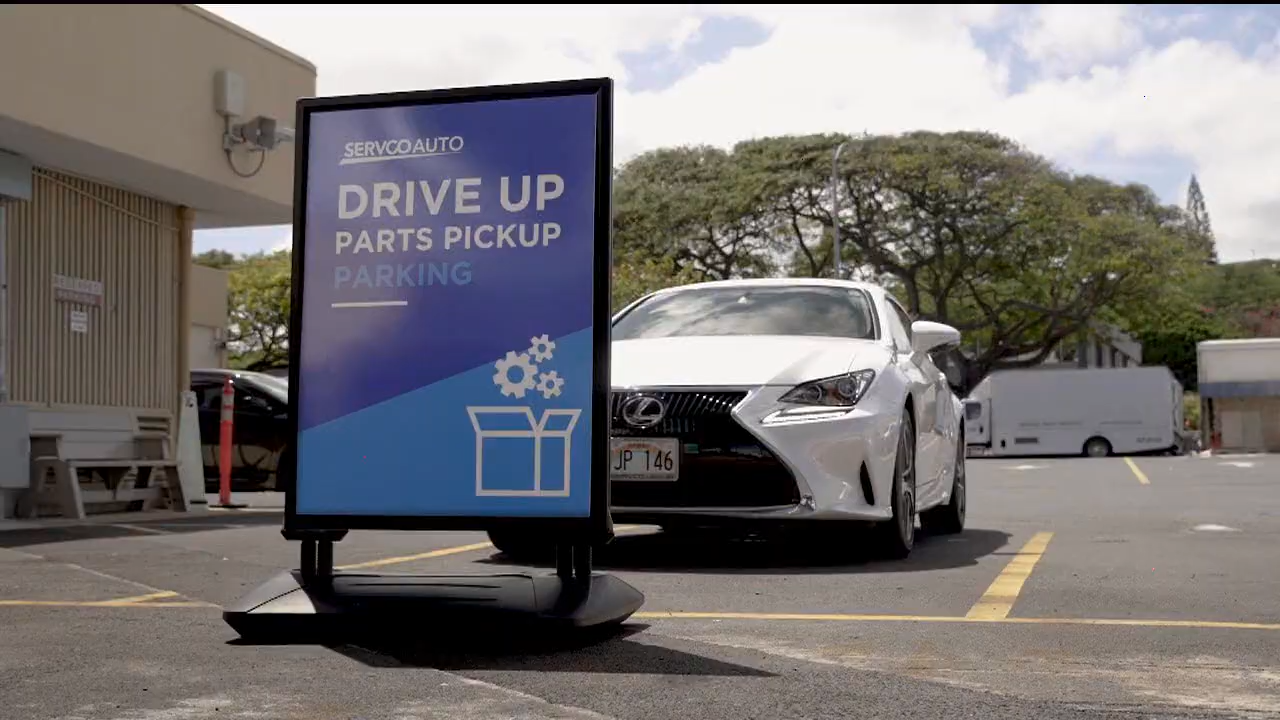 SERVCO AUTO
DRIVE UP
PARTS PICKUP
PARKING
JP 146